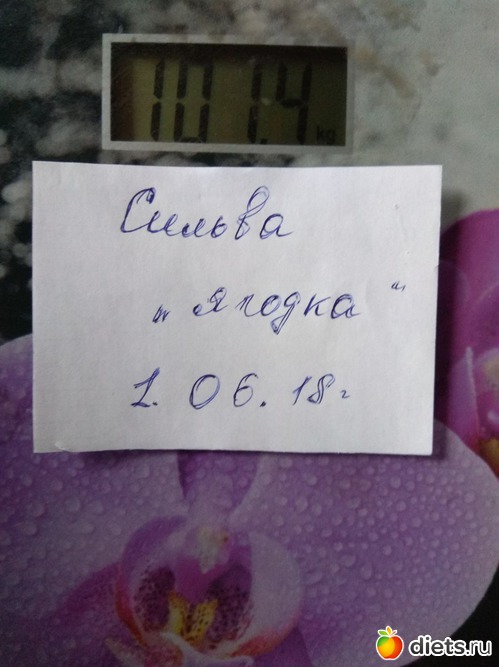 101.4 kg
Сильва
„Ягодка“
1.06.18г
diets.ru